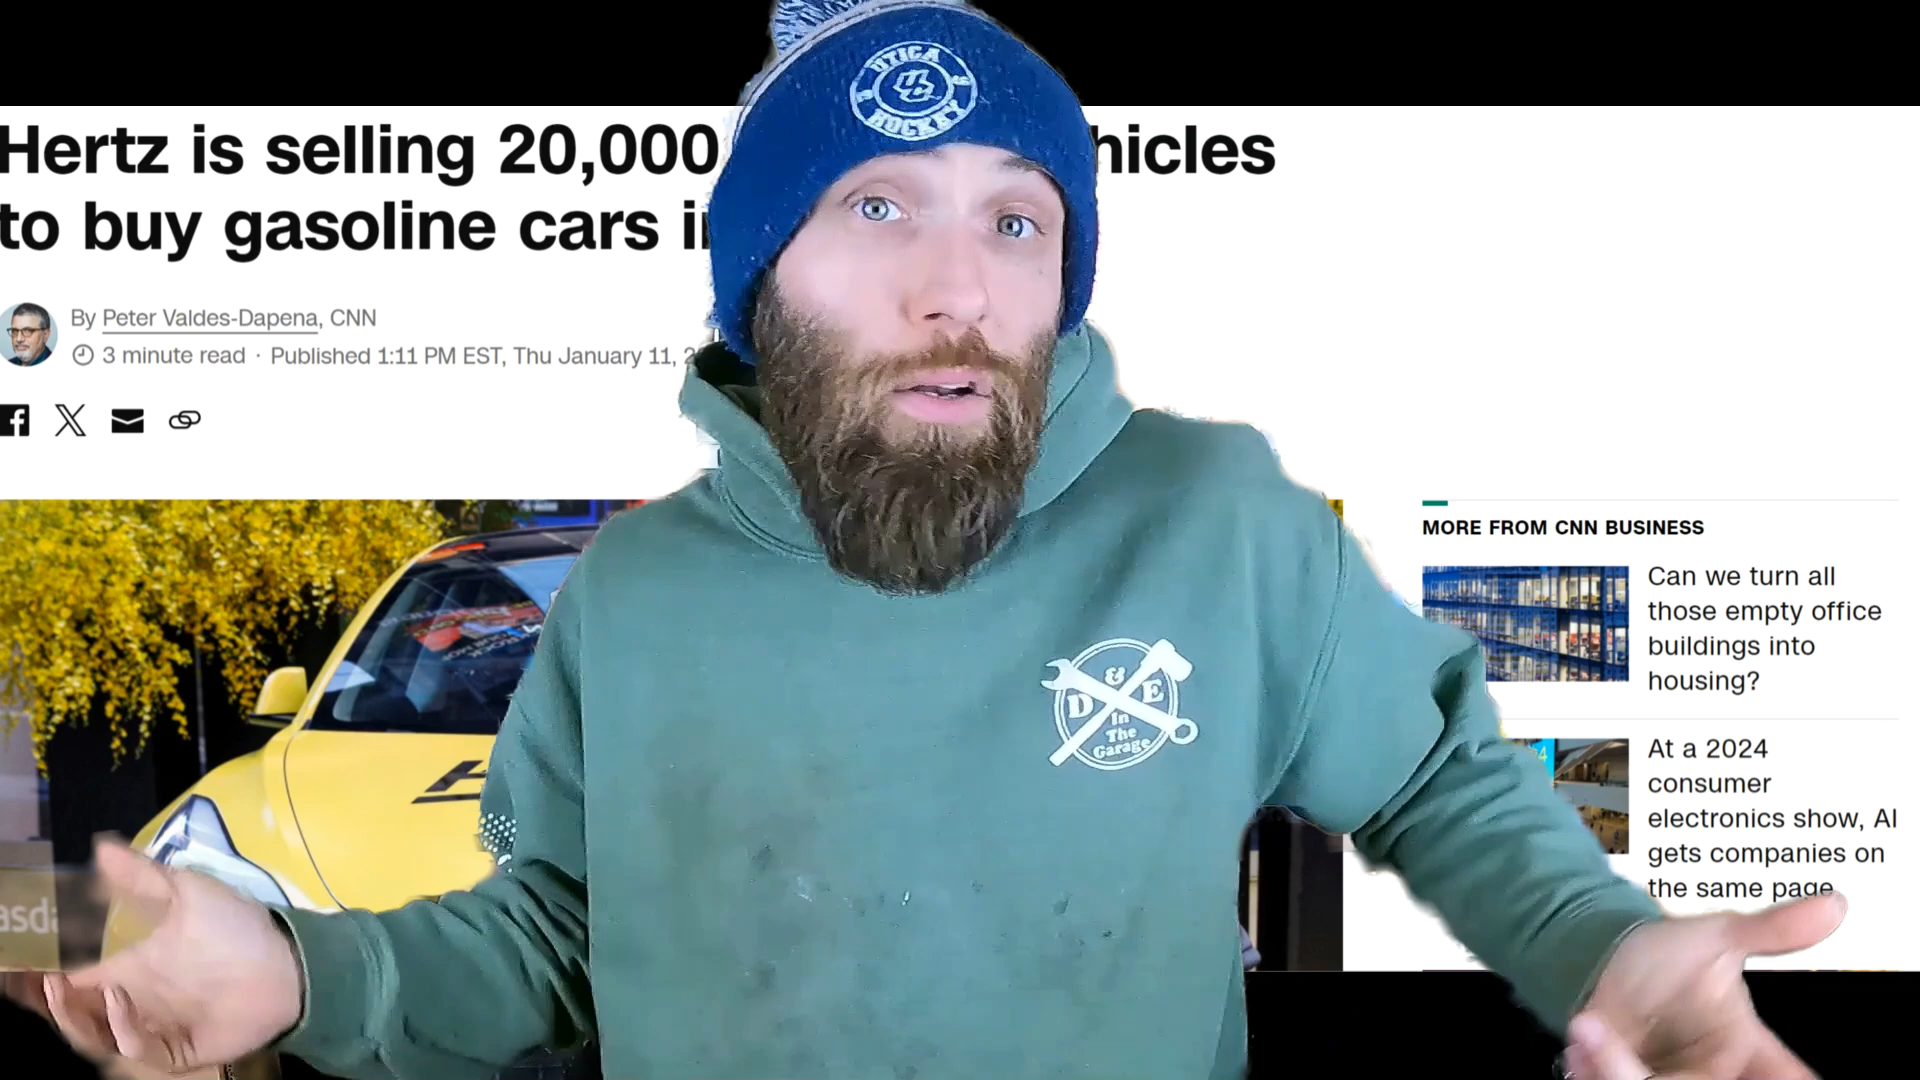 UTICA
HOCKEY
Hertz is selling 20,000 hicles
to buy gasoline cars
By Peter Valdes-Dapena, CNN
3 minute read · Published 1:11 PM EST, Thu January 11, 2
MORE FROM CNN BUSINESS
Can we turn all
those empty office
buildings into
housing?
At a 2024
consumer
electronics show, AI
gets companies on
the same page
&
D E
In
The
Garage
asda